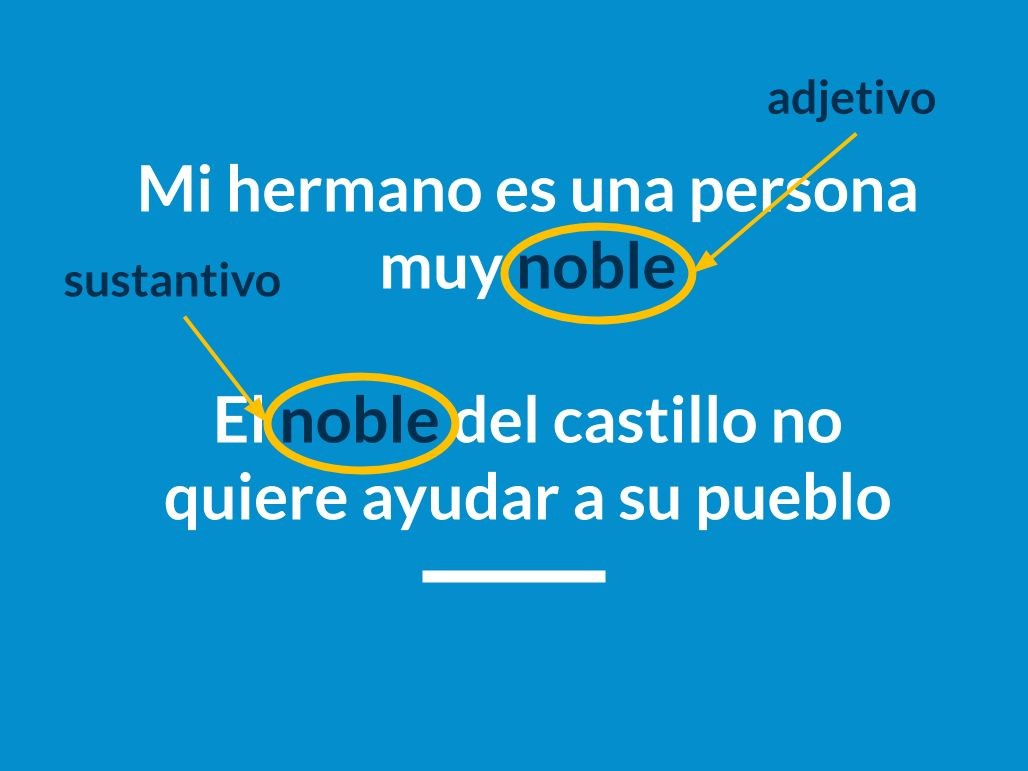 adjetivo
Mi hermano es una persona
muy noble
sustantivo
El noble del castillo no
quiere ayudar a su pueblo